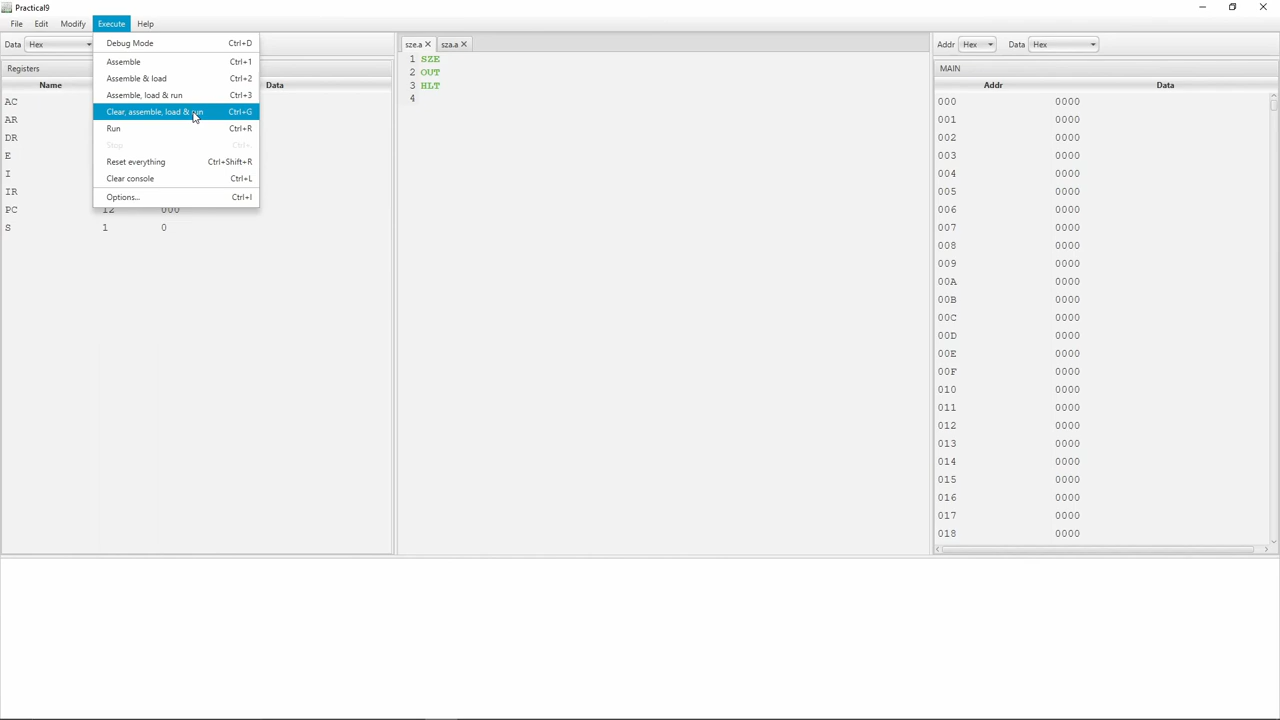 Practical9
File Edit Modify Execute Help
Data Hex
Debug Mode Ctrl+D
Assemble Ctrl+1
Assemble & load Ctrl+2
Assemble, load & run Ctrl+3
Clear, assemble, load & run Ctrl+G
Run Ctrl+R
Stop Ctrl+.
Reset everything Ctrl+Shift+R
Clear console Ctrl+L
Options... Ctrl+I
Registers
Name Data
AC
AR
DR
E
I
IR
PC 12 000
S 1 0
sze.a sza.a
1 SZE
2 OUT
3 HLT
4
Addr Hex Data Hex
MAIN
Addr Data
000 0000
001 0000
002 0000
003 0000
004 0000
005 0000
006 0000
007 0000
008 0000
009 0000
00A 0000
00B 0000
00C 0000
00D 0000
00E 0000
00F 0000
010 0000
011 0000
012 0000
013 0000
014 0000
015 0000
016 0000
017 0000
018 0000